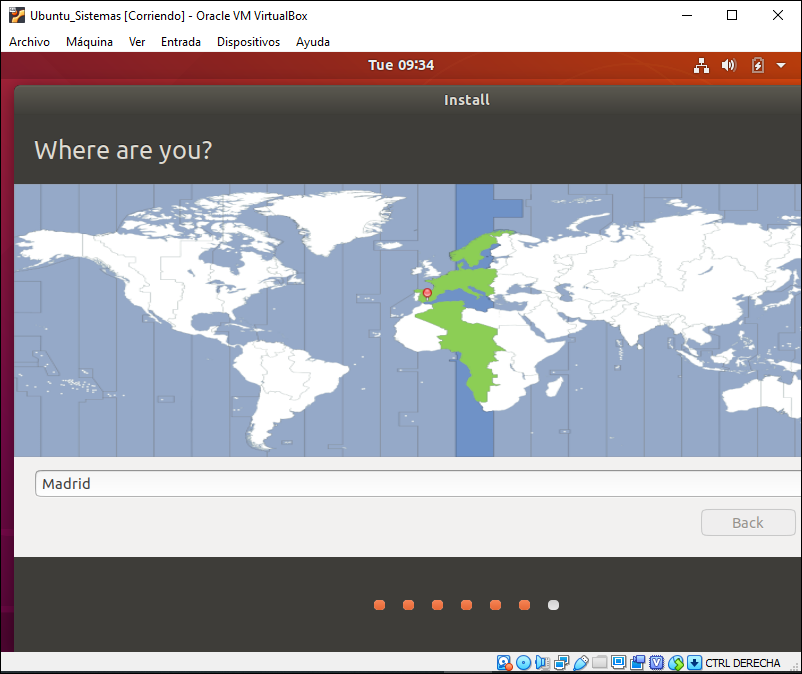 Ubuntu_Sistemas [Corriendo] - Oracle VM VirtualBox
Archivo Máquina Ver Entrada Dispositivos Ayuda
Tue 09:34
Install
Where are you?
Madrid
Back
CTRL DERECHA